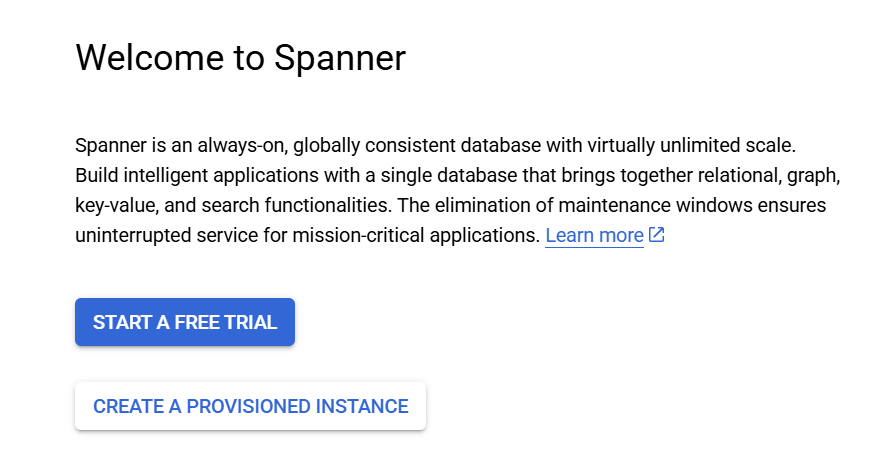 Welcome to Spanner
Spanner is an always-on, globally consistent database with virtually unlimited scale.
Build intelligent applications with a single database that brings together relational, graph,
key-value, and search functionalities. The elimination of maintenance windows ensures
uninterrupted service for mission-critical applications. Learn more
START A FREE TRIAL
CREATE A PROVISIONED INSTANCE